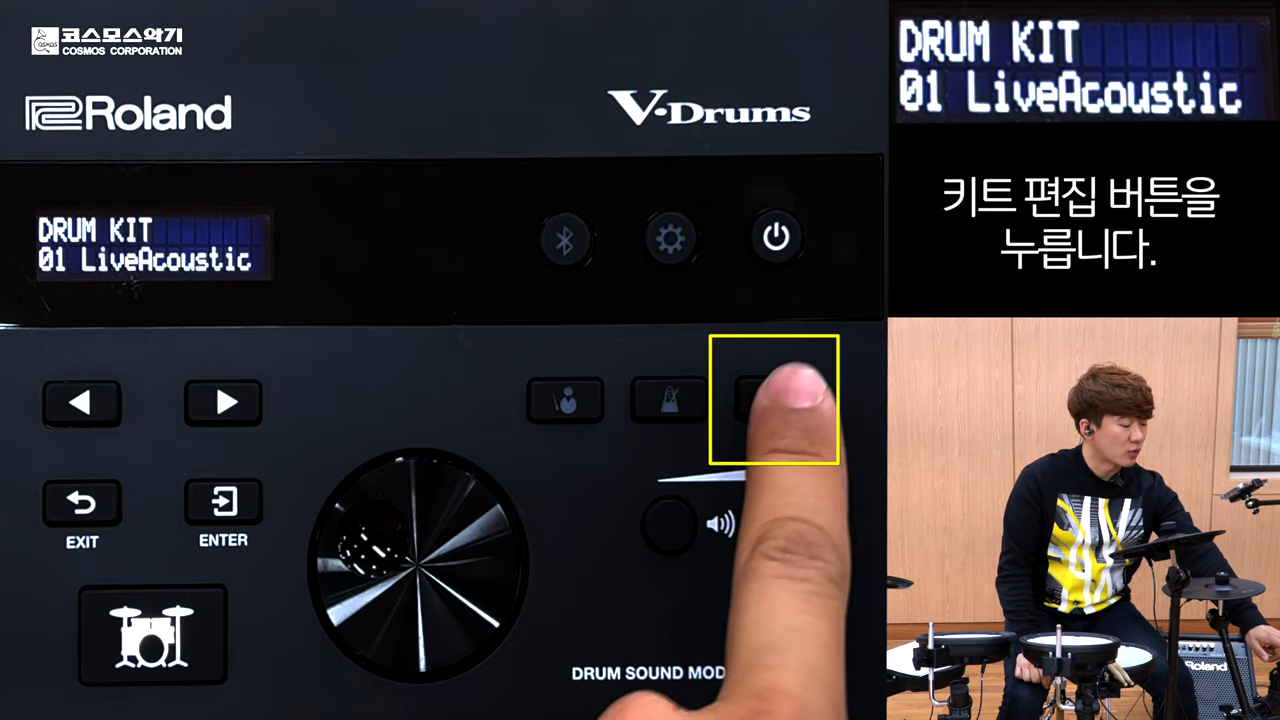 코스모스악기
COSMOS CORPORATION
Roland
V-Drums
DRUM KIT
01 LiveAcoustic
EXIT
ENTER
DRUM SOUND MOD
DRUM KIT
01 LiveAcoustic
키트 편집 버튼을
누릅니다.
Roland